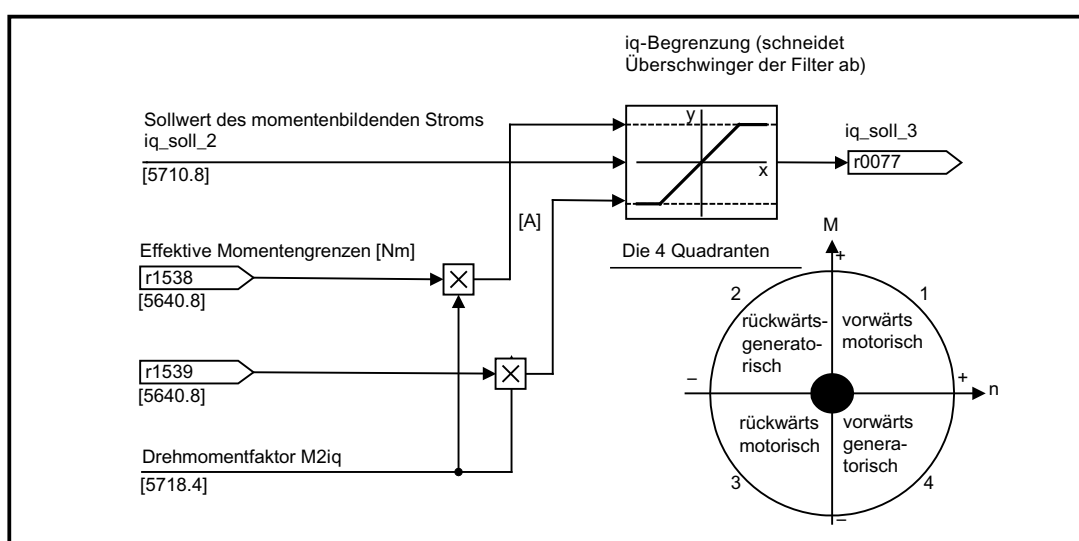 iq-Begrenzung (schneidet
Überschwinger der Filter ab)
Sollwert des momentenbildenden Stroms
iq_soll_2
[5710.8]
y
x
iq_soll_3
r0077
[A]
Effektive Momentengrenzen [Nm]
r1538
[5640.8]
r1539
[5640.8]
Drehmomentfaktor M2iq
[5718.4]
Die 4 Quadranten
M
+
2
1
rückwärts-
generato-
risch
vorwärts
motorisch
–
+
n
rückwärts
motorisch
vorwärts
genera-
torisch
3
4
–